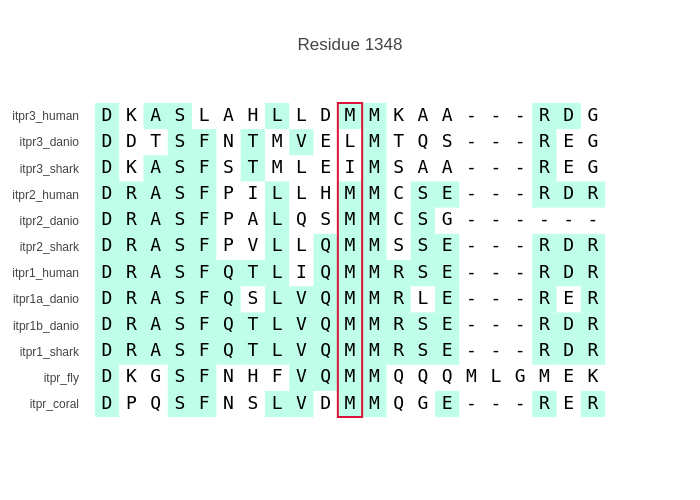 Residue 1348
itpr3_human D K A S L A H L L D M M K A A - - - R D G
itpr3_danio D D T S F N T M V E L M T Q S - - - R E G
itpr3_shark D K A S F S T M L E I M S A A - - - R E G
itpr2_human D R A S F P I L L H M M C S E - - - R D R
itpr2_danio D R A S F P A L Q S M M C S G - - - - - -
itpr2_shark D R A S F P V L L Q M M S S E - - - R D R
itpr1_human D R A S F Q T L I Q M M R S E - - - R D R
itpr1a_danio D R A S F Q S L V Q M M R L E - - - R E R
itpr1b_danio D R A S F Q T L V Q M M R S E - - - R D R
itpr1_shark D R A S F Q T L V Q M M R S E - - - R D R
itpr_fly D K G S F N H F V Q M M Q Q Q M L G M E K
itpr_coral D P Q S F N S L V D M M Q G E - - - R E R